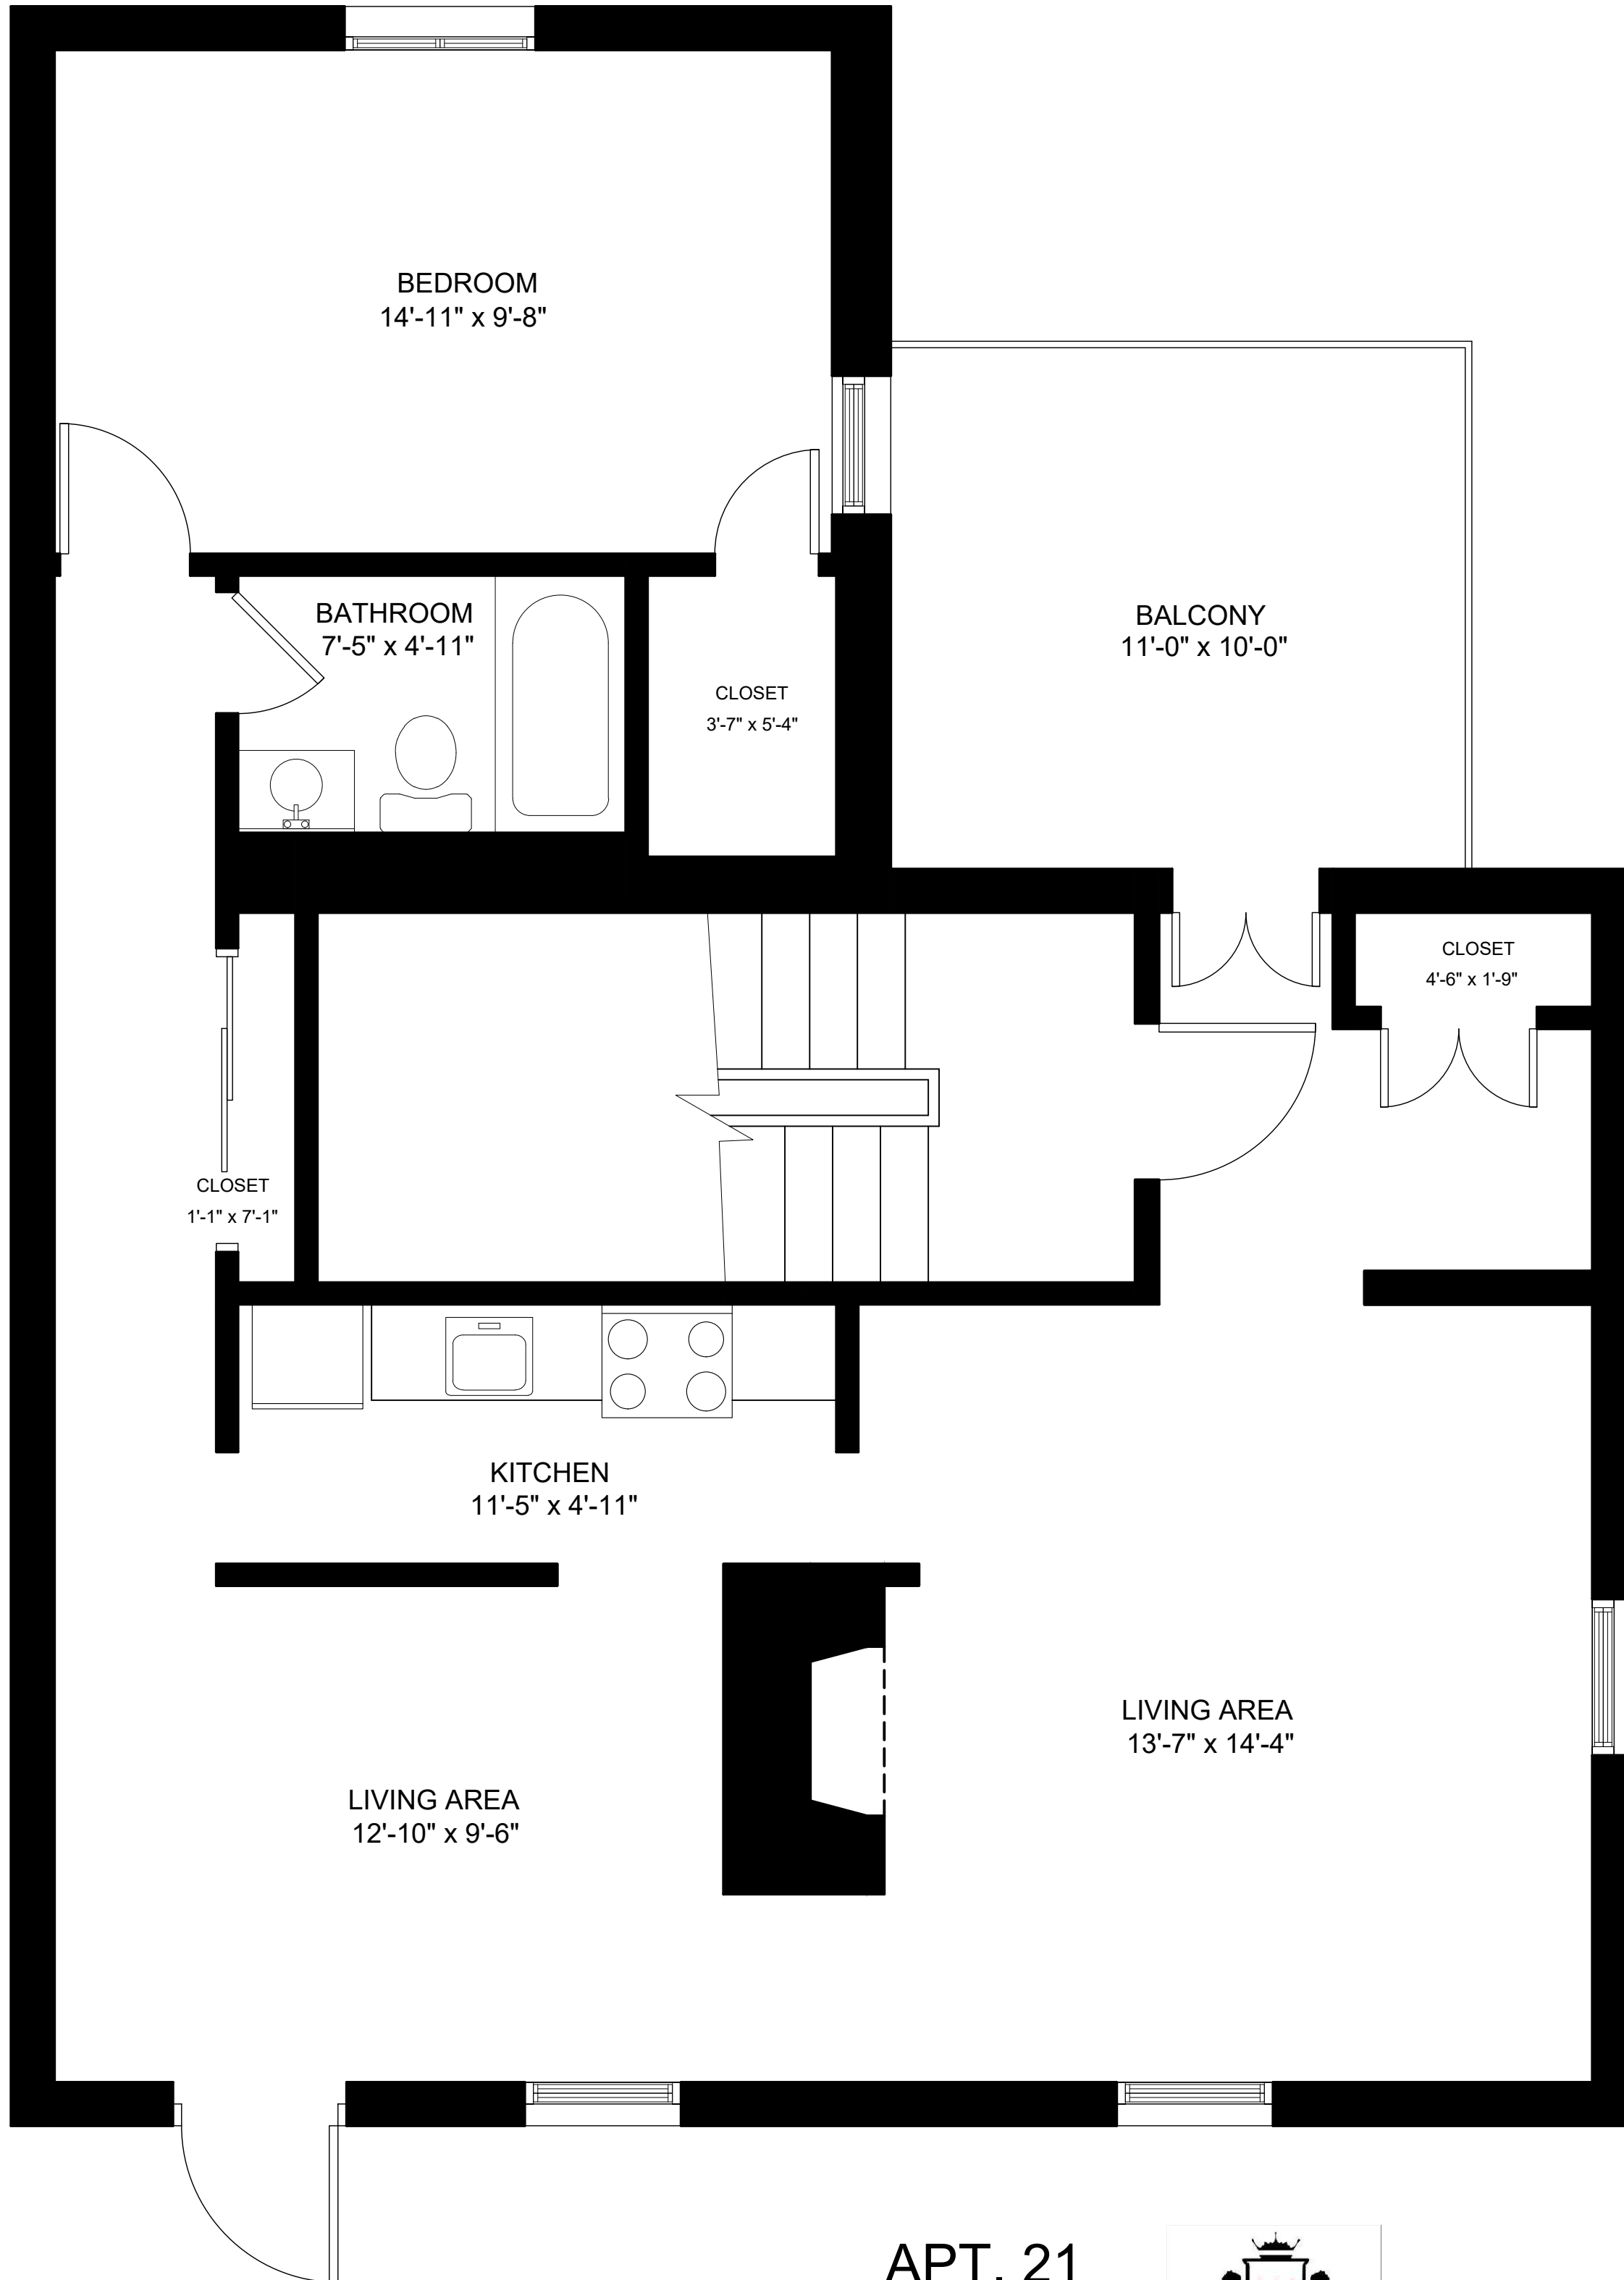 BEDROOM
14'-11" x 9'-8"
BATHROOM
7'-5" x 4'-11"
CLOSET
3'-7" x 5'-4"
BALCONY
11'-0" x 10'-0"
CLOSET
4'-6" x 1'-9"
CLOSET
1'-1" x 7'-1"
KITCHEN
11'-5" x 4'-11"
LIVING AREA
13'-7" x 14'-4"
LIVING AREA
12'-10" x 9'-6"
APT. 21